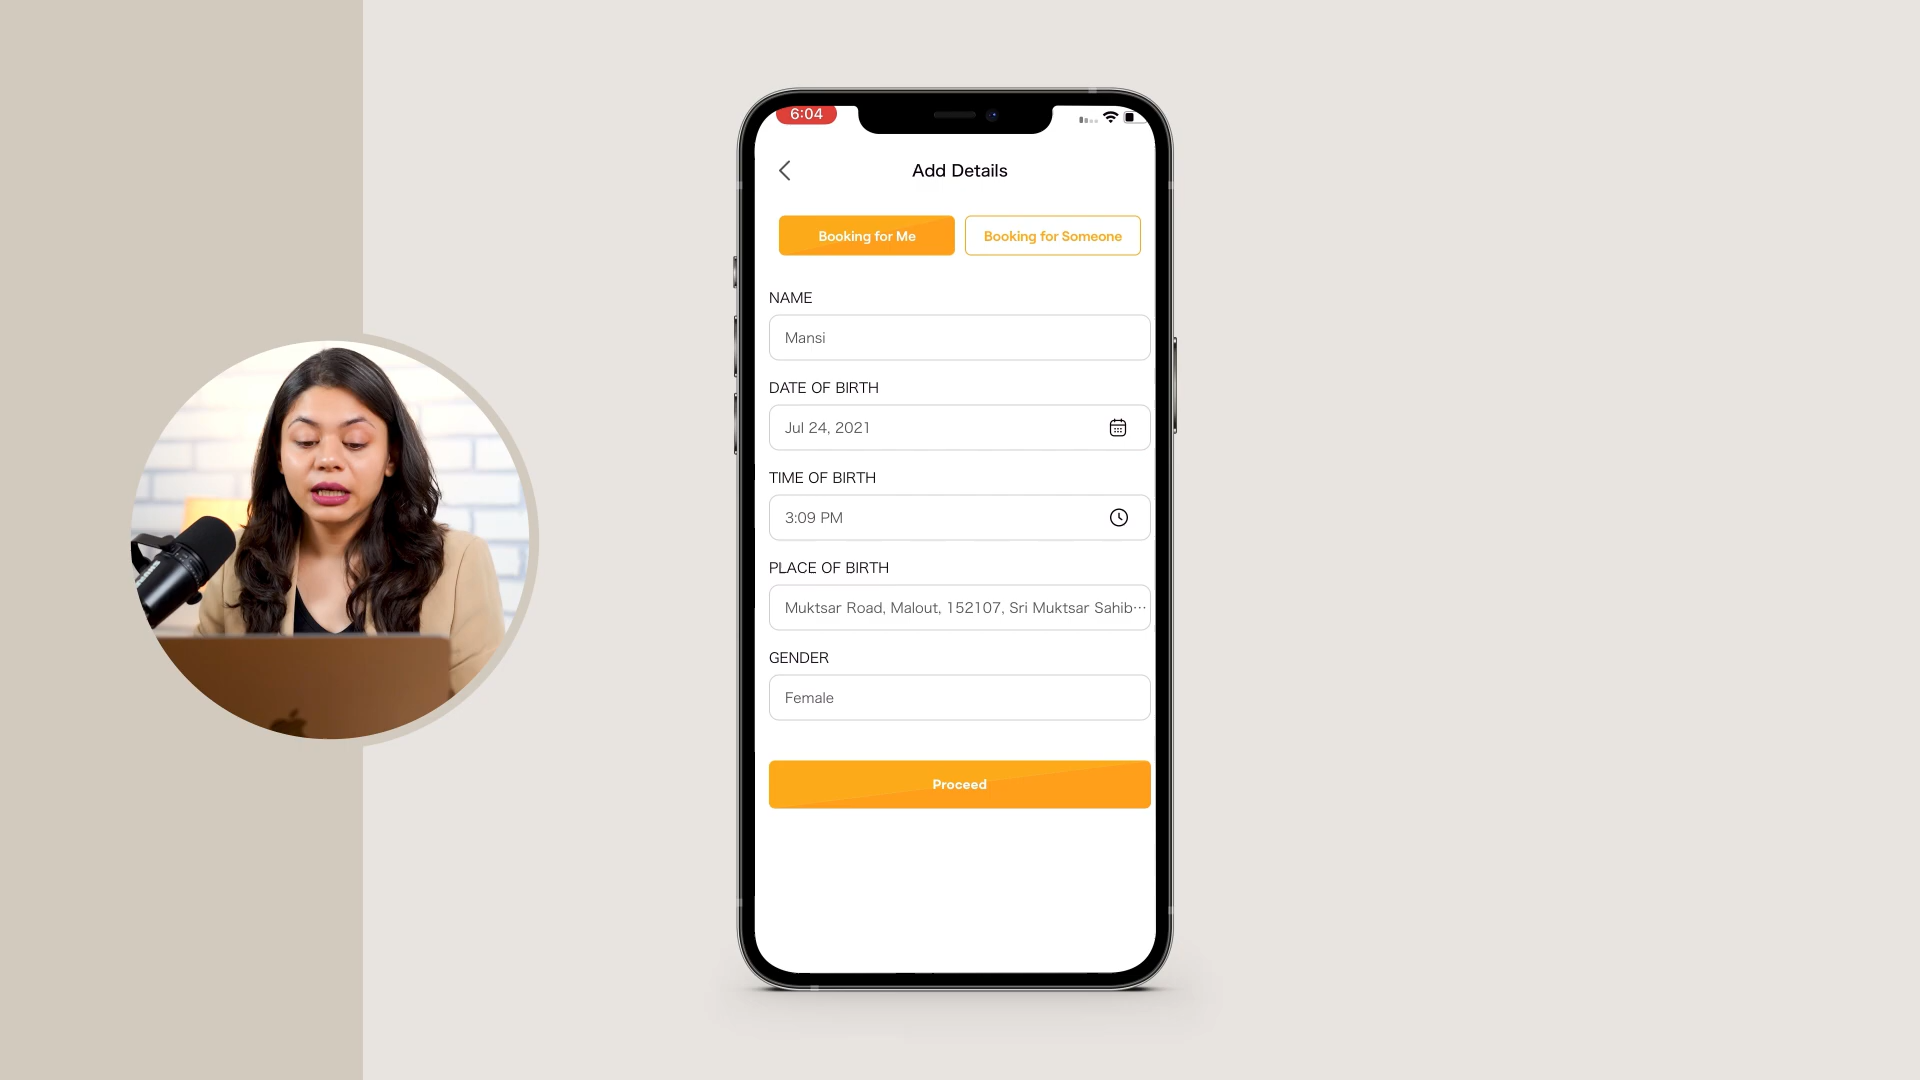 6:04
Add Details
Booking for Me
Booking for Someone
NAME
Mansi
DATE OF BIRTH
Jul 24, 2021
TIME OF BIRTH
3:09 PM
PLACE OF BIRTH
Muktsar Road, Malout, 152107, Sri Muktsar Sahib···
GENDER
Female
Proceed